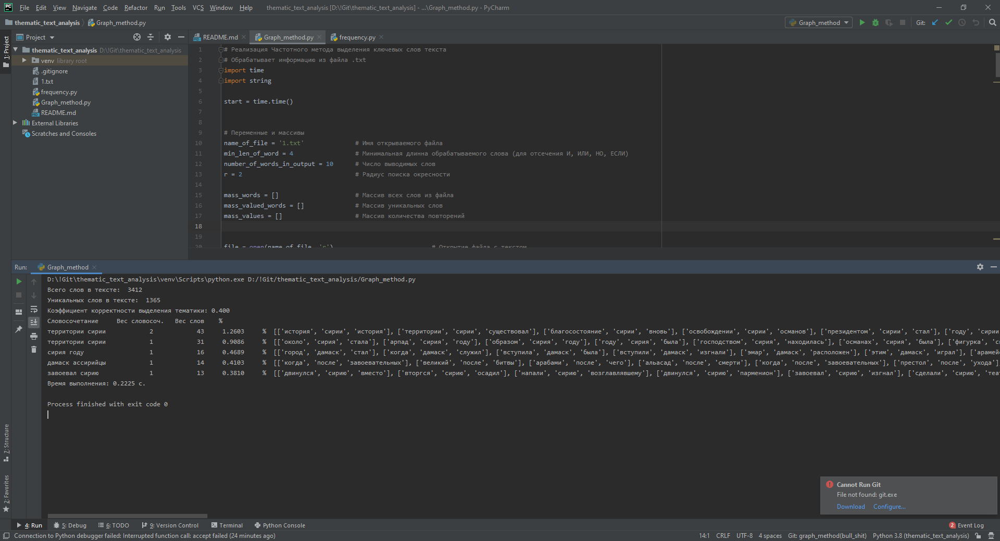 PC File Edit View Navigate Code Refactor Run Tools VCS Window Help thematic_text_analysis [D:\!Git\thematic_text_analysis] - ...\Graph_method.py - PyCharm
thematic_text_analysis Graph_method.py Graph_method Git:
Project README.md Graph_method.py frequency.py
1: Project
thematic_text_analysis D:\!Git\thematic_text_analysis
venv library root
.gitignore
1.txt
frequency.py
Graph_method.py
README.md
External Libraries
Scratches and Consoles
1 # Реализация Частотного метода выделения ключевых слов текста
2 # Обрабатывает информацию из файла .txt
3 import time
4 import string
5
6 start = time.time()
7
8
9 # Переменные и массивы
10 name_of_file = '1.txt' # Имя открываемого файла
11 min_len_of_word = 4 # Минимальная длинна обрабатываемого слова (для отсечения И, ИЛИ, НО, ЕСЛИ)
12 number_of_words_in_output = 10 # Число выводимых слов
13 r = 2 # Радиус поиска окресности
14
15 mass_words = [] # Массив всех слов из файла
16 mass_valued_words = [] # Массив уникальных слов
17 mass_values = [] # Массив количества повторений
18
19
20 file = open(name_of_file, 'r') # Открытие файла с текстом
Run: Graph_method
D:\!Git\thematic_text_analysis\venv\Scripts\python.exe D:/!Git/thematic_text_analysis/Graph_method.py
Всего слов в тексте: 3412
Уникальных слов в тексте: 1365
Коэффициент корректности выделения тематики: 0.400
Словосочетание Вес словосоч. Вес слов %
территории сирии 2 43 1.2603 % [['история', 'сирии', 'история'], ['территории', 'сирии', 'существовал'], ['благосостояние', 'сирии', 'вновь'], ['освобождении', 'сирии', 'османов'], ['президентом', 'сирии', 'стал'], ['году', 'сирии
территории сирии 1 31 0.9086 % [['около', 'сирия', 'стала'], ['арпад', 'сирия', 'году'], ['образом', 'сирия', 'году'], ['году', 'сирия', 'была'], ['господством', 'сирия', 'находилась'], ['османах', 'сирия', 'была'], ['фигурка', 'с
сирия году 1 16 0.4689 % [['город', 'дамаск', 'стал'], ['когда', 'дамаск', 'служил'], ['вступила', 'дамаск', 'была'], ['вступили', 'дамаск', 'изгнали'], ['эмар', 'дамаск', 'расположен'], ['этим', 'дамаск', 'играл'], ['арамей
дамаск ассирийцы 1 14 0.4103 % [['когда', 'после', 'завоевательных'], ['великий', 'после', 'битвы'], ['арабами', 'после', 'чего'], ['альасад', 'после', 'смерти'], ['когда', 'после', 'завоевательных'], ['престол', 'после', 'ухода']
завоевал сирию 1 13 0.3810 % [['двинулся', 'сирию', 'вместо'], ['вторгся', 'сирию', 'осадил'], ['напали', 'сирию', 'возглавлявшему'], ['двинулся', 'сирию', 'парменион'], ['завоевал', 'сирию', 'изгнал'], ['сделали', 'сирию', 'теа
Время выполнения: 0.2225 с.
Process finished with exit code 0
7: Structure
2: Favorites
Cannot Run Git
File not found: git.exe
Download Configure...
4: Run 5: Debug 6: TODO 9: Version Control Terminal Python Console 2 Event Log
Connection to Python debugger failed: Interrupted function call: accept failed (24 minutes ago) 14:1 CRLF UTF-8 4 spaces Git: graph_method(bull_shit) Python 3.8 (thematic_text_analysis)